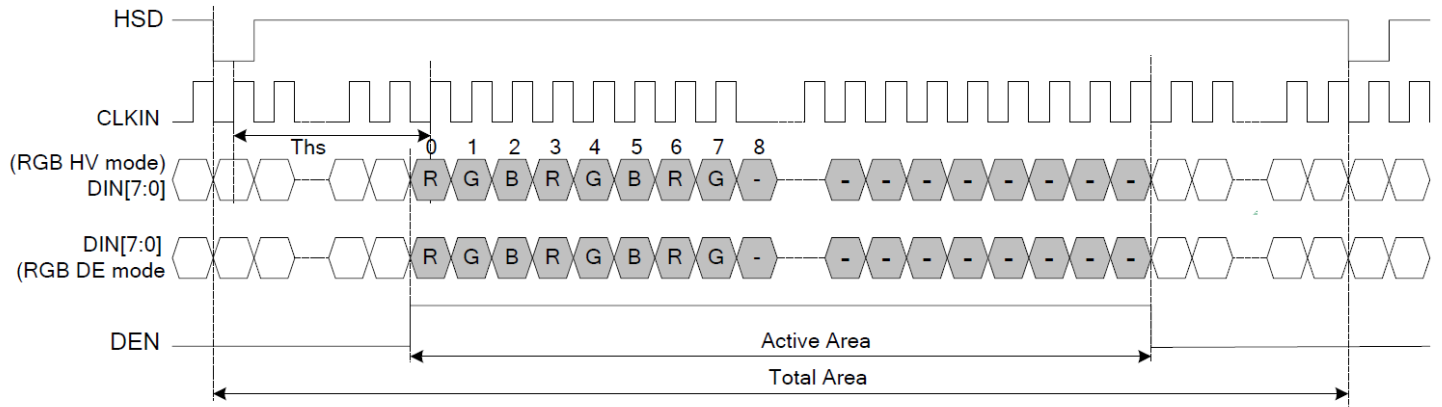 HSD
CLKIN
Ths
0 1 2 3 4 5 6 7 8
(RGB HV mode)
DIN[7:0]
R G B R G B R G - - - - - - - - -
DIN[7:0]
(RGB DE mode
R G B R G B R G - - - - - - - - -
DEN
Active Area
Total Area